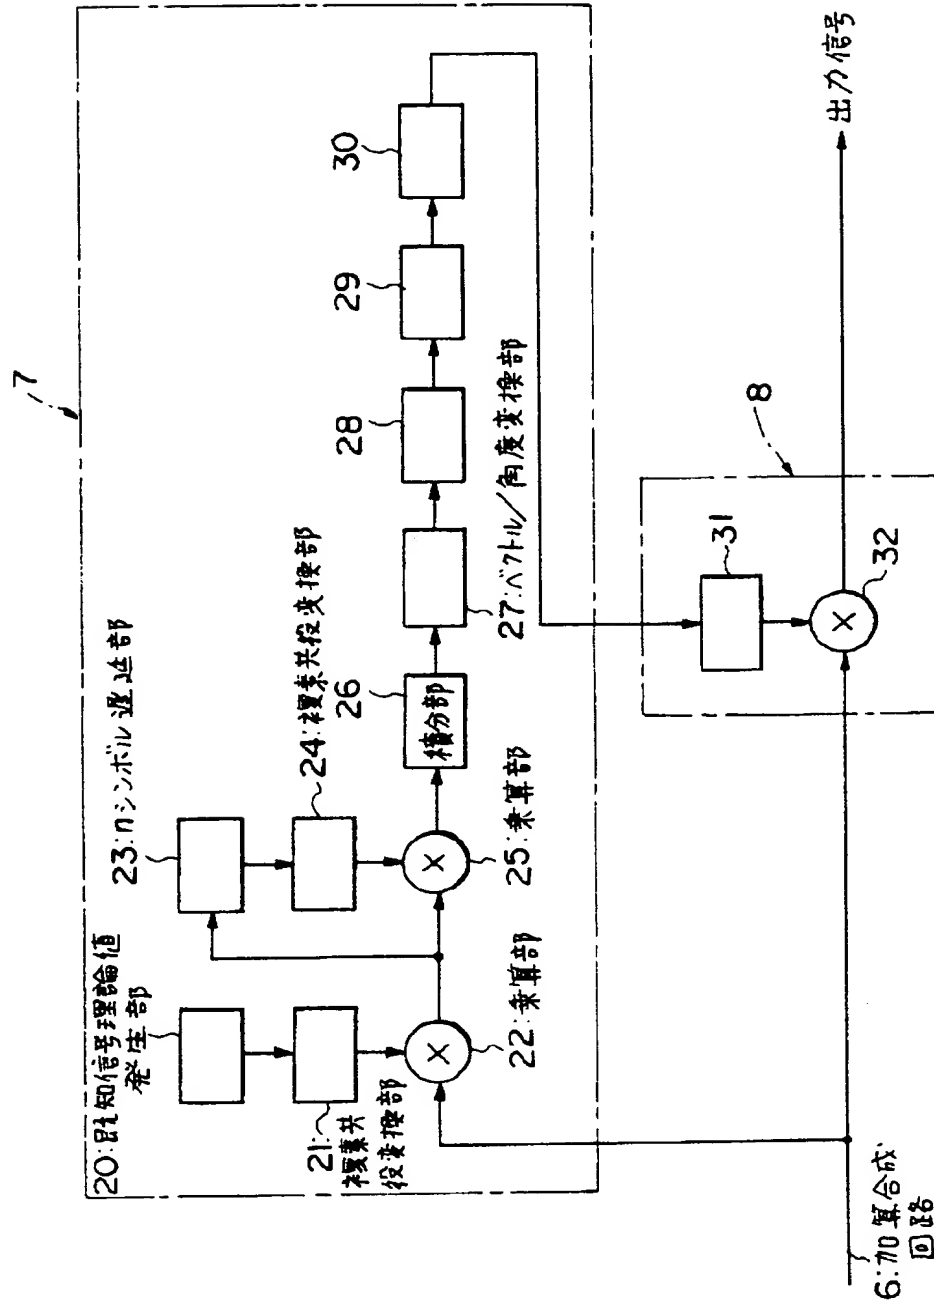 7
20:既知信号理論値
発生部
23:nシンボル遅延部
21:
複素共
役変換部
24:複素共役変換部
22:乗算部
25:乗算部
26
積分部
27:ベクトル/角度変換部
28
29
30
8
31
32
6:加算合成
回路
出力信号